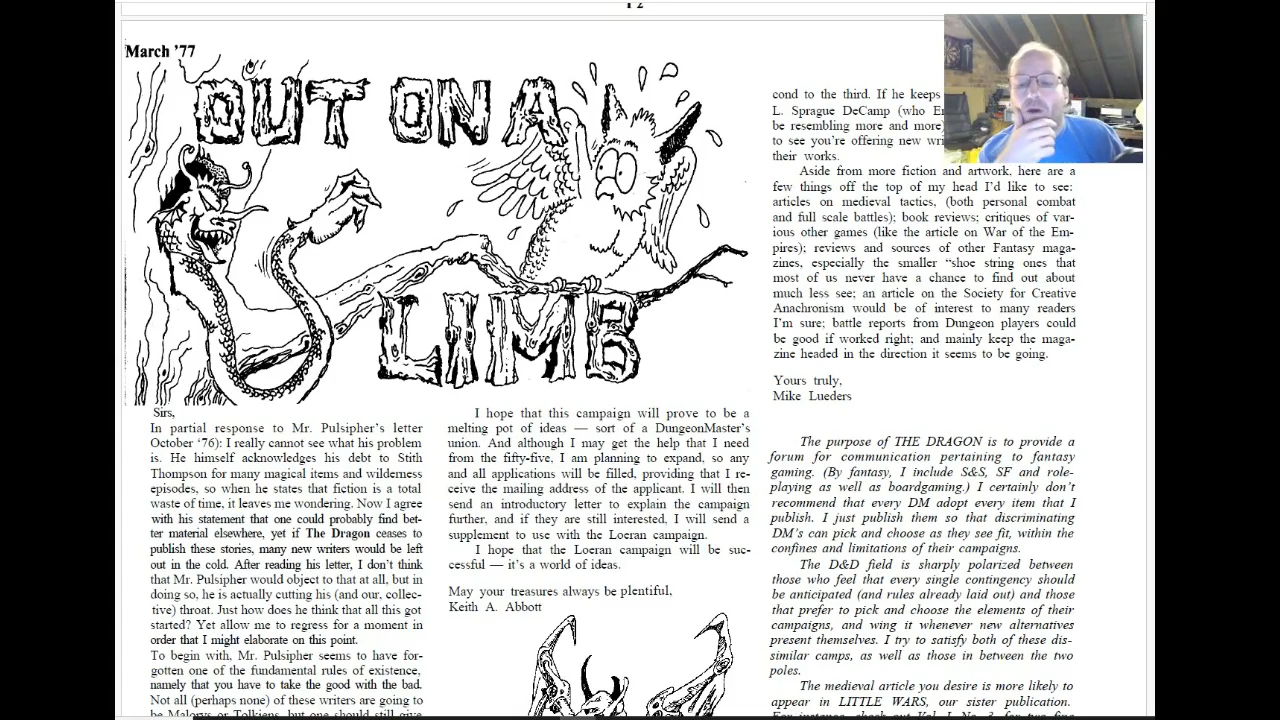 March '77
OUT ON A
LIMB
Sirs,
In partial response to Mr. Pulsipher's letter
October '76): I really cannot see what his problem
is. He himself acknowledges his debt to Stith
Thompson for many magical items and wilderness
episodes, so when he states that fiction is a total
waste of time, it leaves me wondering. Now I agree
with his statement that one could probably find bet-
ter material elsewhere, yet if The Dragon ceases to
publish these stories, many new writers would be left
out in the cold. After reading his letter, I don't think
that Mr. Pulsipher would object to that at all, but in
doing so, he is actually cutting his (and our, collec-
tive) throat. Just how does he think that all this got
started? Yet allow me to regress for a moment in
order that I might elaborate on this point.
To begin with, Mr. Pulsipher seems to have for-
gotten one of the fundamental rules of existence,
namely that you have to take the good with the bad.
Not all (perhaps none) of these writers are going to
be Malorys or Tolkiens, but one should still give
I hope that this campaign will prove to be a
melting pot of ideas — sort of a DungeonMaster's
union. And although I may get the help that I need
from the fifty-five, I am planning to expand, so any
and all applications will be filled, providing that I re-
ceive the mailing address of the applicant. I will then
send an introductory letter to explain the campaign
further, and if they are still interested, I will send a
supplement to use with the Loeran campaign.
I hope that the Loeran campaign will be suc-
cessful — it's a world of ideas.
May your treasures always be plentiful,
Keith A. Abbott
cond to the third. If he keeps
L. Sprague DeCamp (who
be resembling more and more)
to see you're offering new
their works.
Aside from more fiction and artwork, here are a
few things off the top of my head I'd like to see:
articles on medieval tactics, (both personal combat
and full scale battles); book reviews; critiques of var-
ious other games (like the article on War of the Em-
pires); reviews and sources of other Fantasy maga-
zines, especially the smaller "shoe string ones that
most of us never have a chance to find out about
much less see; an article on the Society for Creative
Anachronism would be of interest to many readers
I'm sure; battle reports from Dungeon players could
be good if worked right; and mainly keep the maga-
zine headed in the direction it seems to be going.
Yours truly,
Mike Lueders
The purpose of THE DRAGON is to provide a
forum for communication pertaining to fantasy
gaming. (By fantasy, I include S&S, SF and role-
playing as well as boardgaming.) I certainly don't
recommend that every DM adopt every item that I
publish. I just publish them so that discriminating
DM's can pick and choose as they see fit, within the
confines and limitations of their campaigns.
The D&D field is sharply polarized between
those who feel that every single contingency should
be anticipated (and rules already laid out) and those
that prefer to pick and choose the elements of their
campaigns, and wing it whenever new alternatives
present themselves. I try to satisfy both of these dis-
similar camps, as well as those in between the two
poles.
The medieval article you desire is more likely to
appear in LITTLE WARS, our sister publication.